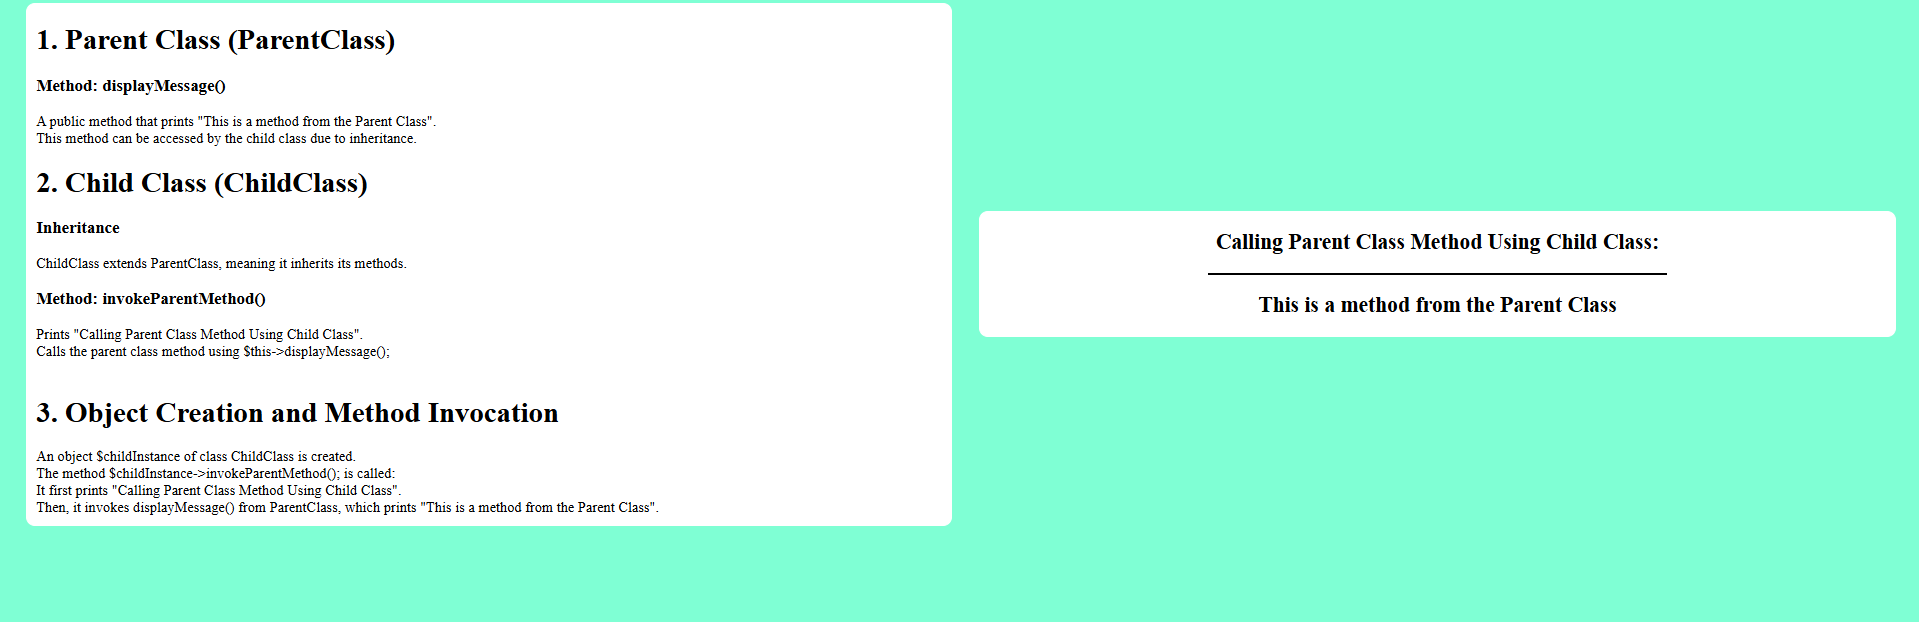 1. Parent Class (ParentClass)
Method: displayMessage()
A public method that prints "This is a method from the Parent Class".
This method can be accessed by the child class due to inheritance.
2. Child Class (ChildClass)
Inheritance
ChildClass extends ParentClass, meaning it inherits its methods.
Method: invokeParentMethod()
Prints "Calling Parent Class Method Using Child Class".
Calls the parent class method using $this->displayMessage();
3. Object Creation and Method Invocation
An object $childInstance of class ChildClass is created.
The method $childInstance->invokeParentMethod(); is called:
It first prints "Calling Parent Class Method Using Child Class".
Then, it invokes displayMessage() from ParentClass, which prints "This is a method from the Parent Class".
Calling Parent Class Method Using Child Class:
This is a method from the Parent Class